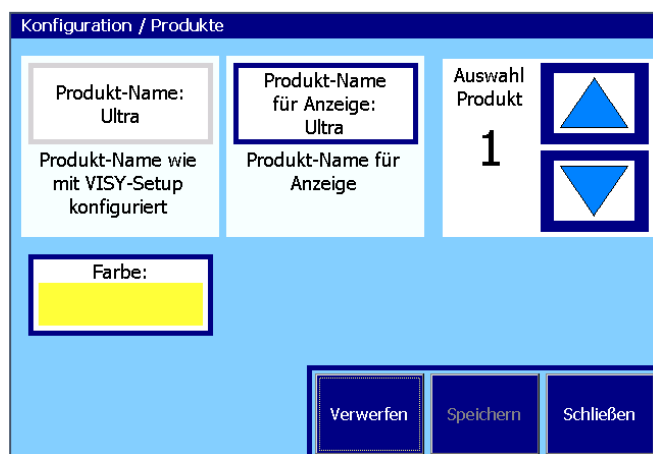 Konfiguration / Produkte
Produkt-Name:
Ultra
Produkt-Name wie
mit VISY-Setup
konfiguriert
Produkt-Name
für Anzeige:
Ultra
Produkt-Name für
Anzeige
Auswahl
Produkt
1
Farbe:
Verwerfen
Speichern
Schließen